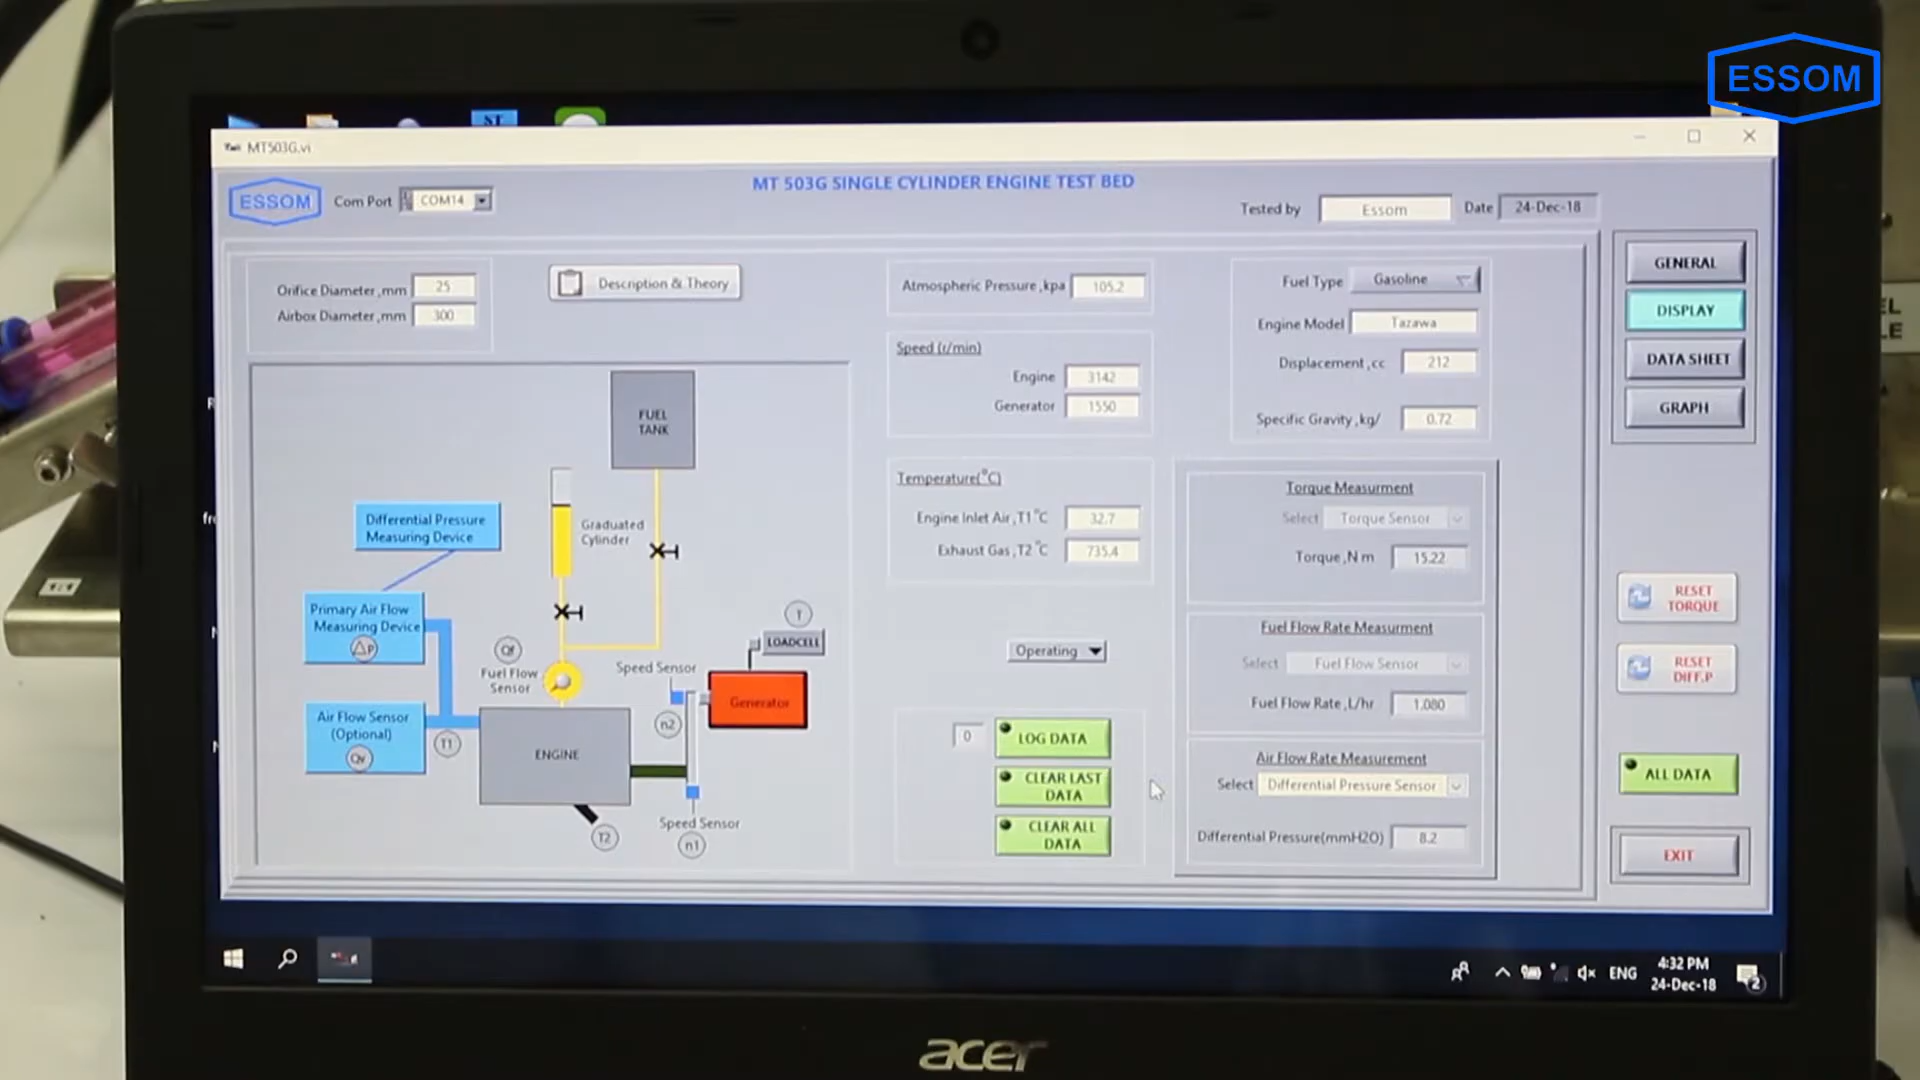 ESSOM
ST
MT503G.vi
ESSOM
Com Port
COM14
MT 503G SINGLE CYLINDER ENGINE TEST BED
Tested by
Essom
Date
24-Dec-18
Orifice Diameter ,mm
25
Airbox Diameter ,mm
300
Description & Theory
FUEL
TANK
Graduated
Cylinder
Differential Pressure
Measuring Device
Primary Air Flow
Measuring Device
ΔP
Air Flow Sensor
(Optional)
Qv
T1
Qf
Fuel Flow
Sensor
ENGINE
T2
Speed Sensor
n2
Speed Sensor
n1
T
LOADCELL
Generator
Atmospheric Pressure ,kpa
105.2
Speed (r/min)
Engine
3142
Generator
1550
Temperature(°C)
Engine Inlet Air ,T1 °C
32.7
Exhaust Gas ,T2 °C
735.4
Operating
0
LOG DATA
CLEAR LAST
DATA
CLEAR ALL
DATA
Fuel Type
Gasoline
Engine Model
Tazawa
Displacement ,cc
212
Specific Gravity ,kg/
0.72
Torque Measurment
Select
Torque Sensor
Torque ,N m
15.22
Fuel Flow Rate Measurment
Select
Fuel Flow Sensor
Fuel Flow Rate ,L/hr
1.080
Air Flow Rate Measurement
Select
Differential Pressure Sensor
Differential Pressure(mmH2O)
8.2
GENERAL
DISPLAY
DATA SHEET
GRAPH
RESET
TORQUE
RESET
DIFF.P
ALL DATA
EXIT
ENG
4:32 PM
24-Dec-18
2
acer